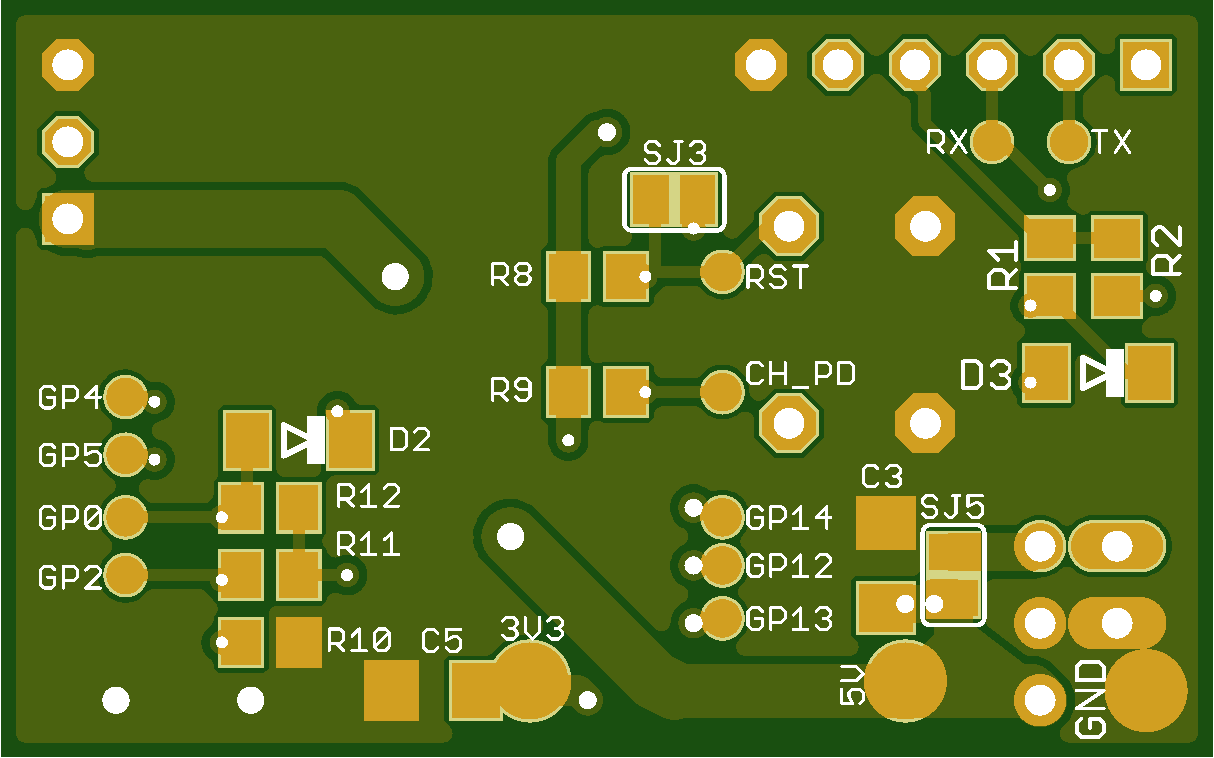 SJ3
RX
TX
R8
RST
R1
R2
R9
CH_PD
D3
GP4
GP5
D2
GP0
R12
R11
GP2
C3
SJ5
GP14
GP12
GP13
R10
C5
3V3
5V
GND